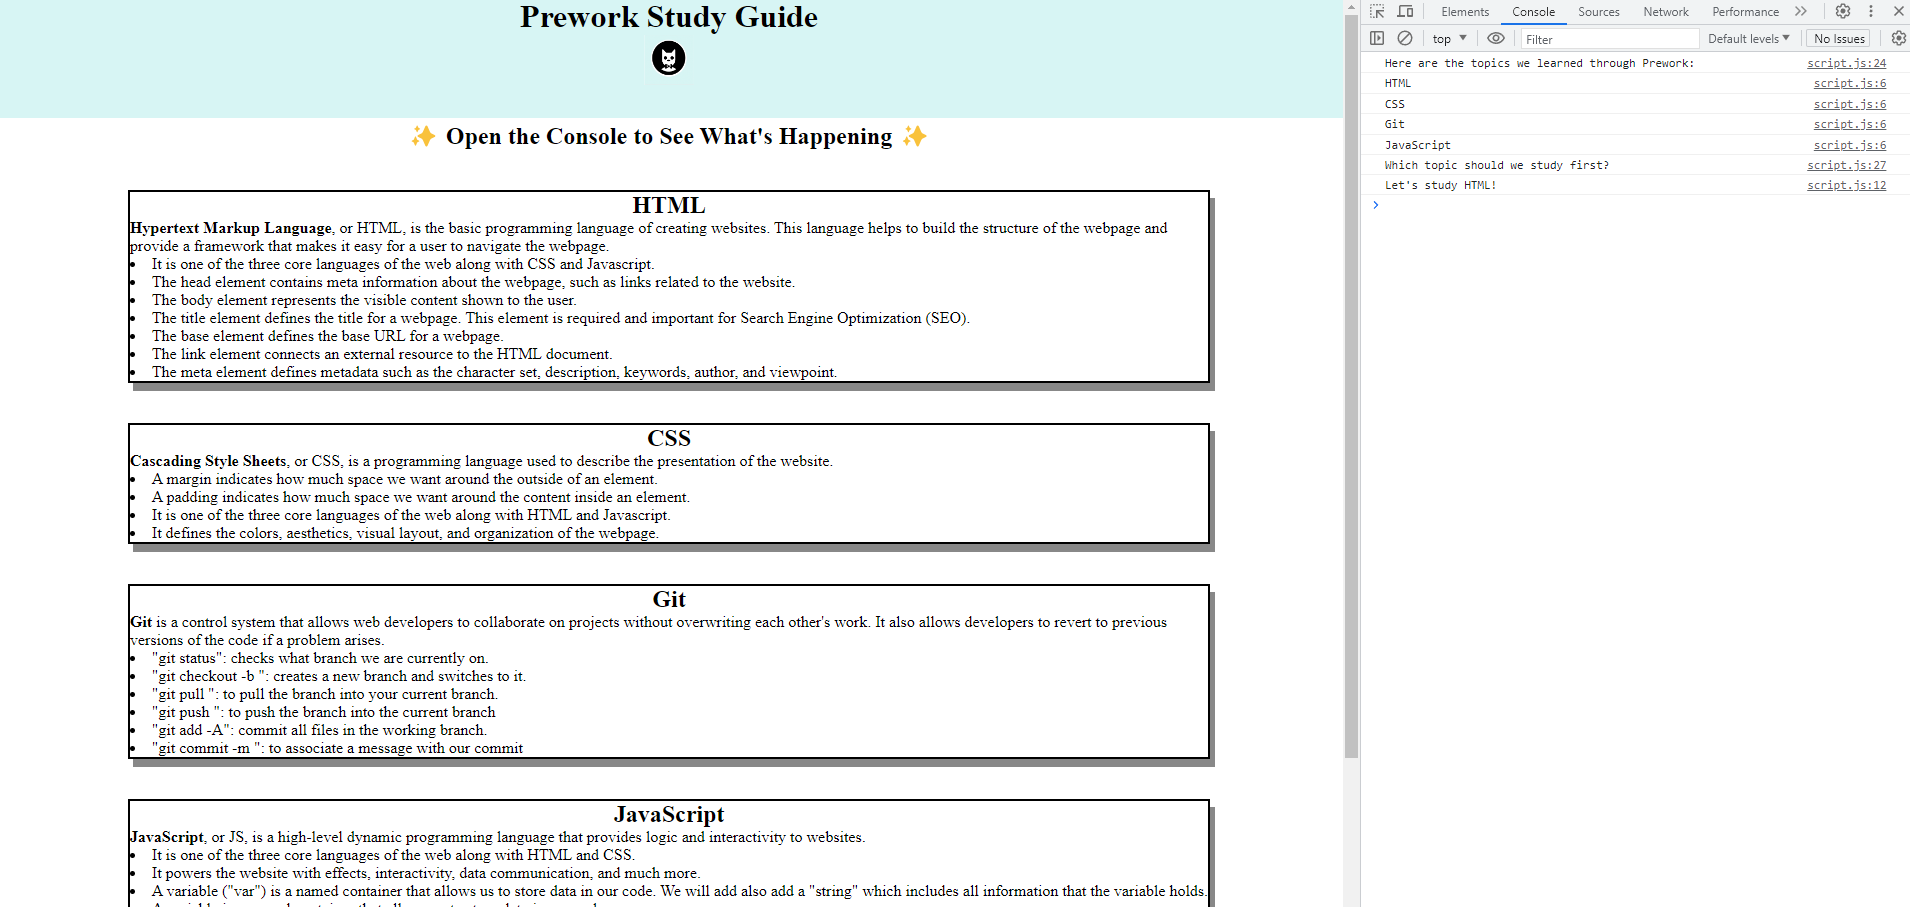 Prework Study Guide
✨ Open the Console to See What's Happening ✨
HTML
Hypertext Markup Language, or HTML, is the basic programming language of creating websites. This language helps to build the structure of the webpage and
provide a framework that makes it easy for a user to navigate the webpage.
• It is one of the three core languages of the web along with CSS and Javascript.
• The head element contains meta information about the webpage, such as links related to the website.
• The body element represents the visible content shown to the user.
• The title element defines the title for a webpage. This element is required and important for Search Engine Optimization (SEO).
• The base element defines the base URL for a webpage.
• The link element connects an external resource to the HTML document.
• The meta element defines metadata such as the character set, description, keywords, author, and viewpoint.
CSS
Cascading Style Sheets, or CSS, is a programming language used to describe the presentation of the website.
• A margin indicates how much space we want around the outside of an element.
• A padding indicates how much space we want around the content inside an element.
• It is one of the three core languages of the web along with HTML and Javascript.
• It defines the colors, aesthetics, visual layout, and organization of the webpage.
Git
Git is a control system that allows web developers to collaborate on projects without overwriting each other's work. It also allows developers to revert to previous
versions of the code if a problem arises.
• "git status": checks what branch we are currently on.
• "git checkout -b ": creates a new branch and switches to it.
• "git pull ": to pull the branch into your current branch.
• "git push ": to push the branch into the current branch
• "git add -A": commit all files in the working branch.
• "git commit -m ": to associate a message with our commit
JavaScript
JavaScript, or JS, is a high-level dynamic programming language that provides logic and interactivity to websites.
• It is one of the three core languages of the web along with HTML and CSS.
• It powers the website with effects, interactivity, data communication, and much more.
• A variable ("var") is a named container that allows us to store data in our code. We will add also add a "string" which includes all information that the variable holds.
Elements Console Sources Network Performance
top Filter Default levels No Issues
Here are the topics we learned through Prework: script.js:24
HTML script.js:6
CSS script.js:6
Git script.js:6
JavaScript script.js:6
Which topic should we study first? script.js:27
Let's study HTML! script.js:12